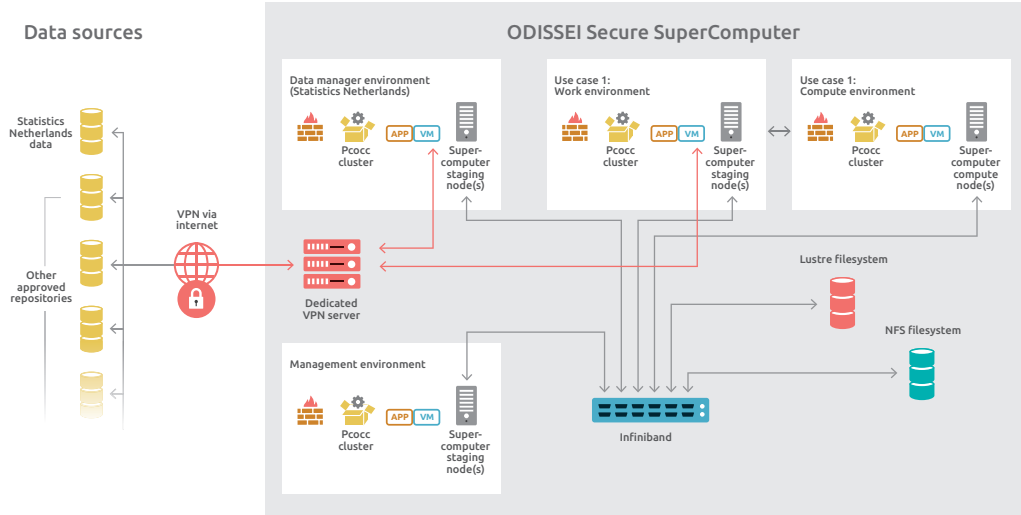 Data sources
ODISSEI Secure SuperComputer
Statistics
Netherlands
data
Other
approved
repositories
VPN via
internet
Data manager environment
(Statistics Netherlands)
Pcocc
cluster
APP
VM
Super-
computer
staging
node(s)
Use case 1:
Work environment
Pcocc
cluster
APP
VM
Super-
computer
staging
node(s)
Use case 1:
Compute environment
Pcocc
cluster
APP
VM
Super-
computer
compute
node(s)
Dedicated
VPN server
Lustre filesystem
NFS filesystem
Management environment
Pcocc
cluster
APP
VM
Super-
computer
staging
node(s)
Infiniband